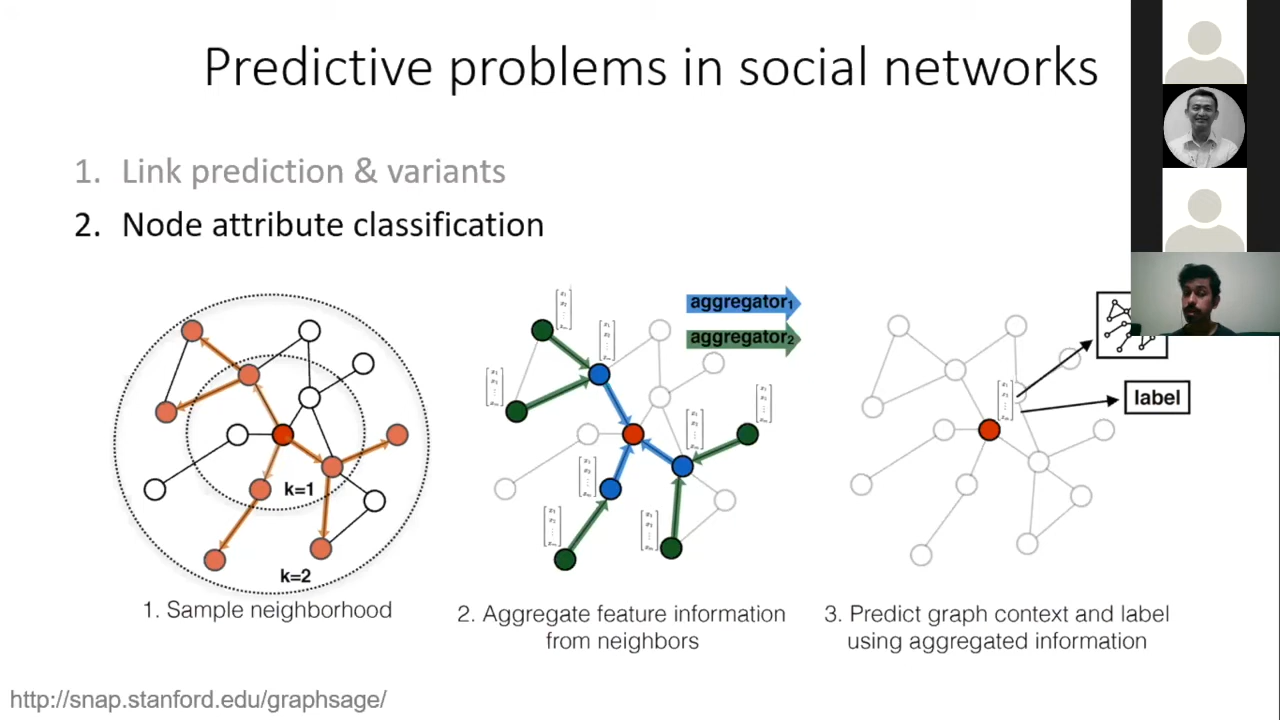 Predictive problems in social networks
1. Link prediction & variants
2. Node attribute classification
aggregator1
aggregator2
label
k=1
k=2
1. Sample neighborhood
2. Aggregate feature information
from neighbors
3. Predict graph context and label
using aggregated information
http://snap.stanford.edu/graphsage/